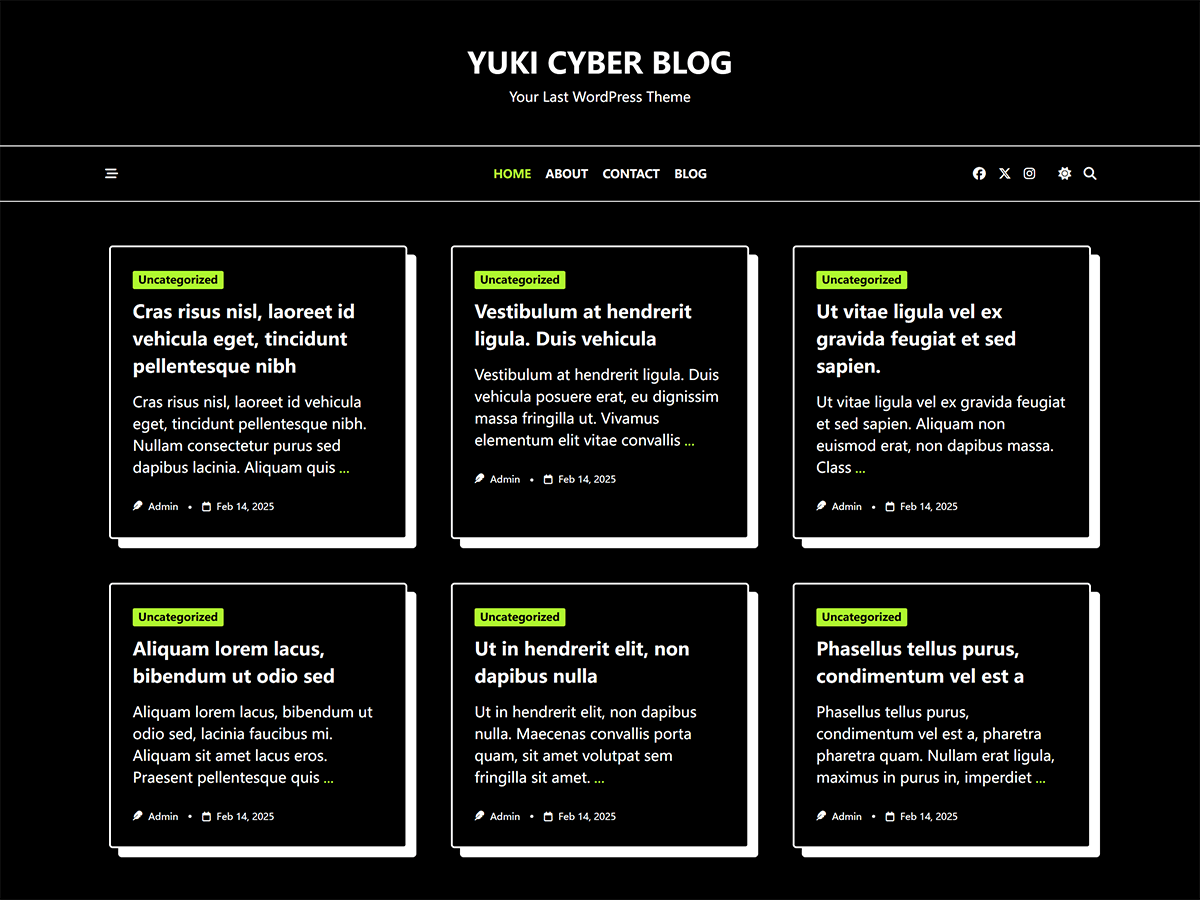 YUKI CYBER BLOG
Your Last WordPress Theme
HOME ABOUT CONTACT BLOG
Uncategorized
Cras risus nisl, laoreet id
vehicula eget, tincidunt
pellentesque nibh
Cras risus nisl, laoreet id vehicula
eget, tincidunt pellentesque nibh.
Nullam consectetur purus sed
dapibus lacinia. Aliquam quis ...
Admin • Feb 14, 2025
Uncategorized
Vestibulum at hendrerit
ligula. Duis vehicula
Vestibulum at hendrerit ligula. Duis
vehicula posuere erat, eu dignissim
massa fringilla ut. Vivamus
elementum elit vitae convallis ...
Admin • Feb 14, 2025
Uncategorized
Ut vitae ligula vel ex
gravida feugiat et sed
sapien.
Ut vitae ligula vel ex gravida feugiat
et sed sapien. Aliquam non
euismod erat, non dapibus massa.
Class ...
Admin • Feb 14, 2025
Uncategorized
Aliquam lorem lacus,
bibendum ut odio sed
Aliquam lorem lacus, bibendum ut
odio sed, lacinia faucibus mi.
Aliquam sit amet lacus eros.
Praesent pellentesque quis ...
Admin • Feb 14, 2025
Uncategorized
Ut in hendrerit elit, non
dapibus nulla
Ut in hendrerit elit, non dapibus
nulla. Maecenas convallis porta
quam, sit amet volutpat sem
fringilla sit amet. ...
Admin • Feb 14, 2025
Uncategorized
Phasellus tellus purus,
condimentum vel est a
Phasellus tellus purus,
condimentum vel est a, pharetra
pharetra quam. Nullam erat ligula,
maximus in purus in, imperdiet ...
Admin • Feb 14, 2025